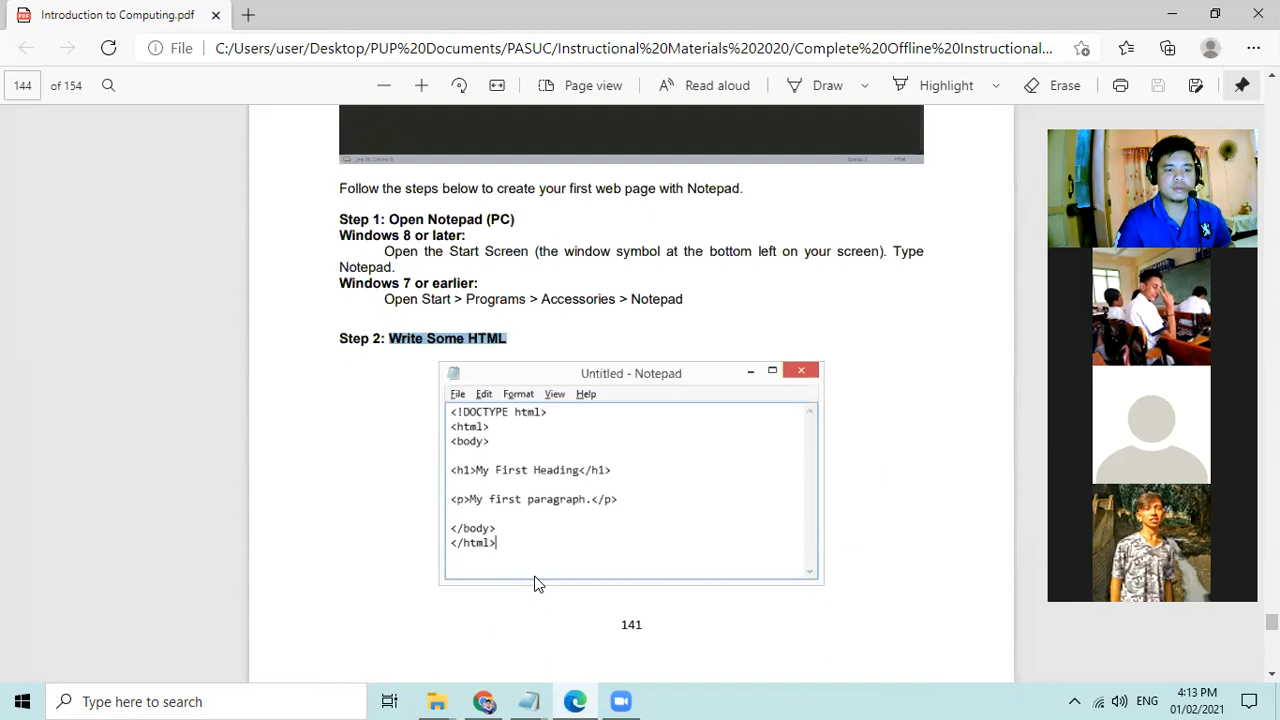 Introduction to Computing.pdf
File
C:/Users/user/Desktop/PUP%20Documents/PASUC/Instructional%20Materials%202020/Complete%20Offline%20Instructional...
144 of 154
Page view
Read aloud
Draw
Highlight
Erase
HTML
Follow the steps below to create your first web page with Notepad.
Step 1: Open Notepad (PC)
Windows 8 or later:
Open the Start Screen (the window symbol at the bottom left on your screen). Type
Notepad.
Windows 7 or earlier:
Open Start > Programs > Accessories > Notepad
Step 2: Write Some HTML
Untitled - Notepad
File Edit Format View Help
<!DOCTYPE html>
<html>
<body>
<h1>My First Heading</h1>
<p>My first paragraph.</p>
</body>
</html>
141
Type here to search
ENG
4:13 PM
01/02/2021